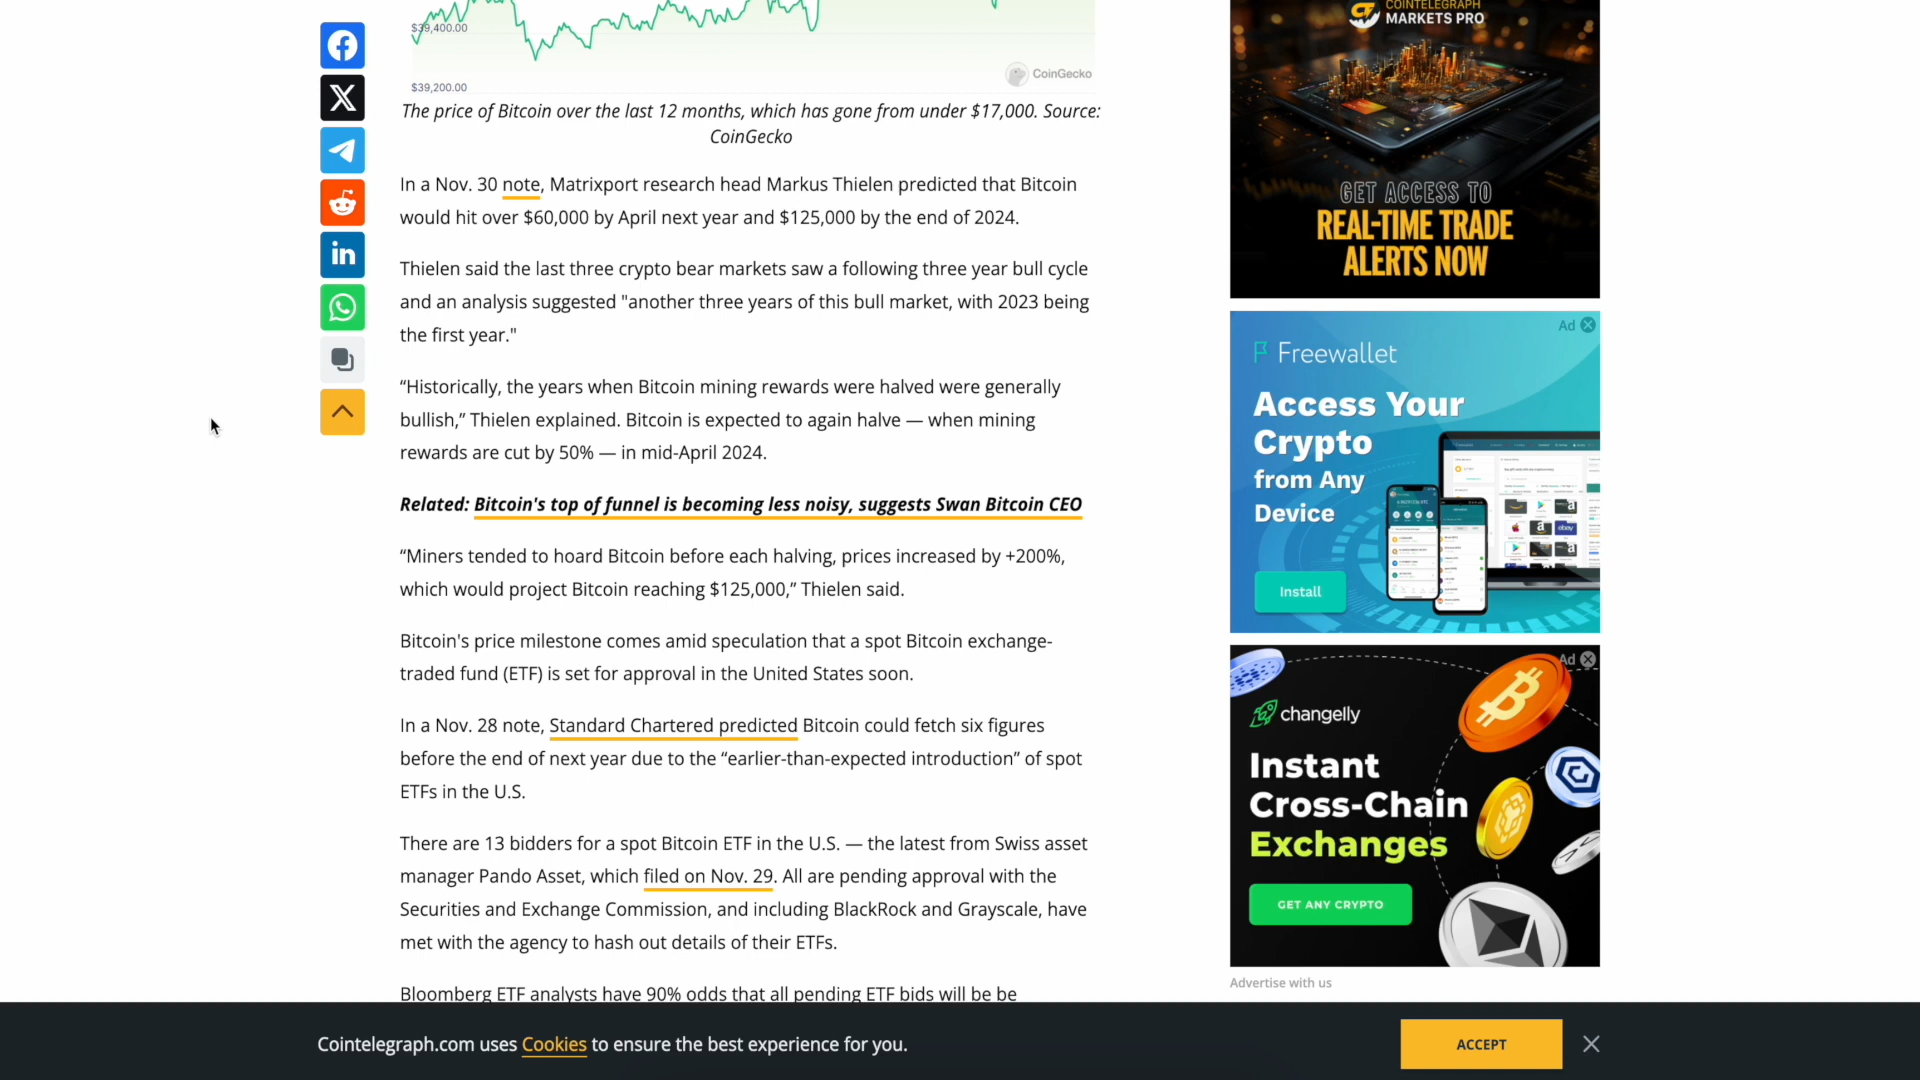 $39,400.00
CoinGecko
$39,200.00
The price of Bitcoin over the last 12 months, which has gone from under $17,000. Source:
CoinGecko
In a Nov. 30 note, Matrixport research head Markus Thielen predicted that Bitcoin
would hit over $60,000 by April next year and $125,000 by the end of 2024.
Thielen said the last three crypto bear markets saw a following three year bull cycle
and an analysis suggested "another three years of this bull market, with 2023 being
the first year."
“Historically, the years when Bitcoin mining rewards were halved were generally
bullish,” Thielen explained. Bitcoin is expected to again halve — when mining
rewards are cut by 50% — in mid-April 2024.
Related: Bitcoin's top of funnel is becoming less noisy, suggests Swan Bitcoin CEO
“Miners tended to hoard Bitcoin before each halving, prices increased by +200%,
which would project Bitcoin reaching $125,000,” Thielen said.
Bitcoin's price milestone comes amid speculation that a spot Bitcoin exchange-
traded fund (ETF) is set for approval in the United States soon.
In a Nov. 28 note, Standard Chartered predicted Bitcoin could fetch six figures
before the end of next year due to the “earlier-than-expected introduction” of spot
ETFs in the U.S.
There are 13 bidders for a spot Bitcoin ETF in the U.S. — the latest from Swiss asset
manager Pando Asset, which filed on Nov. 29. All are pending approval with the
Securities and Exchange Commission, and including BlackRock and Grayscale, have
met with the agency to hash out details of their ETFs.
Bloomberg ETF analysts have 90% odds that all pending ETF bids will be be
COINTELEGRAPH
MARKETS PRO
GET ACCESS TO
REAL-TIME TRADE
ALERTS NOW
Ad
Freewallet
Access Your
Crypto
from Any
Device
Install
Ad
changelly
Instant
Cross-Chain
Exchanges
GET ANY CRYPTO
Advertise with us
Cointelegraph.com uses Cookies to ensure the best experience for you.
ACCEPT